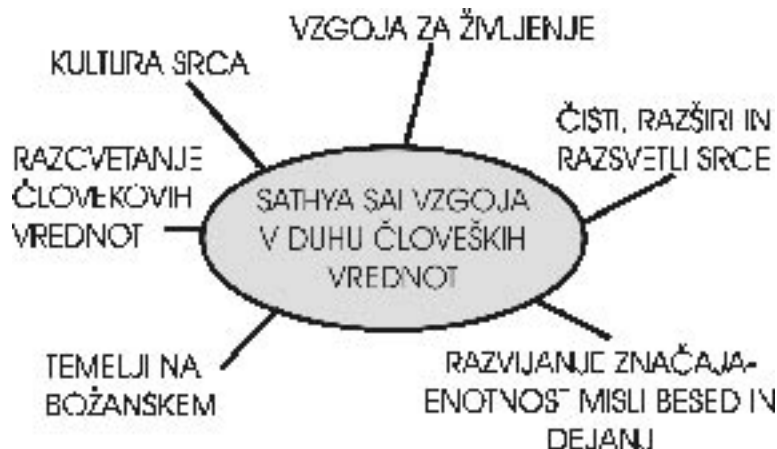 VZGOJA ZA ŽIVLJENJE
KULTURA SRCA
ČISTI, RAZŠIRI IN
RAZSVETLI SRCE
RAZCVETANJE
ČLOVEKOVIH
VREDNOT
SATHYA SAI VZGOJA
V DUHU ČLOVEŠKIH
VREDNOT
TEMELJI NA
BOŽANSKEM
RAZVIJANJE ZNAČAJA-
ENOTNOST MISLI BESED IN
DEJANJ